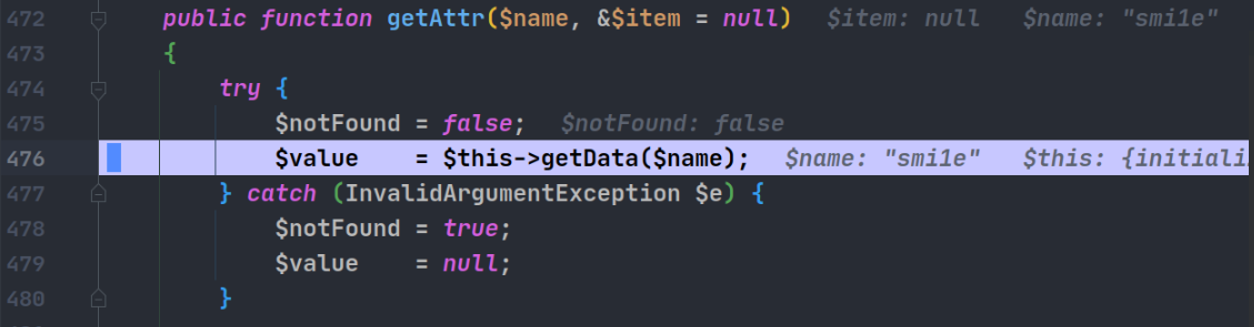 472 public function getAttr($name, &$item = null) $item: null $name: "smi1e"
473 {
474 try {
475 $notFound = false; $notFound: false
476 $value = $this->getData($name); $name: "smi1e" $this: {initiali
477 } catch (InvalidArgumentException $e) {
478 $notFound = true;
479 $value = null;
480 }